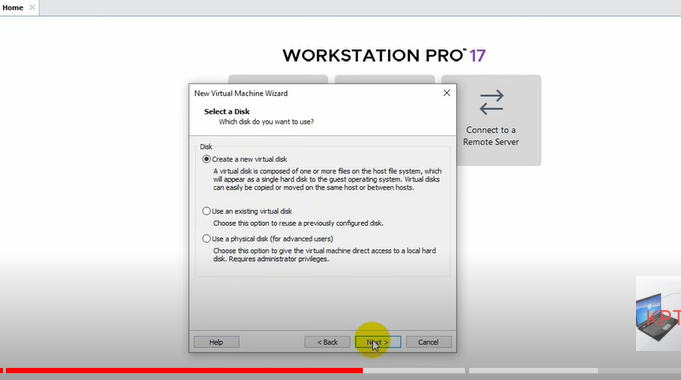 Home
WORKSTATION PRO™ 17
New Virtual Machine Wizard
Select a Disk
Which disk do you want to use?
Disk
Create a new virtual disk
A virtual disk is composed of one or more files on the host file system, which
will appear as a single hard disk to the guest operating system. Virtual disks
can easily be copied or moved on the same host or between hosts.
Use an existing virtual disk
Choose this option to reuse a previously configured disk.
Use a physical disk (for advanced users)
Choose this option to give the virtual machine direct access to a local hard
disk. Requires administrator privileges.
Help
< Back
Next >
Cancel
Connect to a
Remote Server
KPT